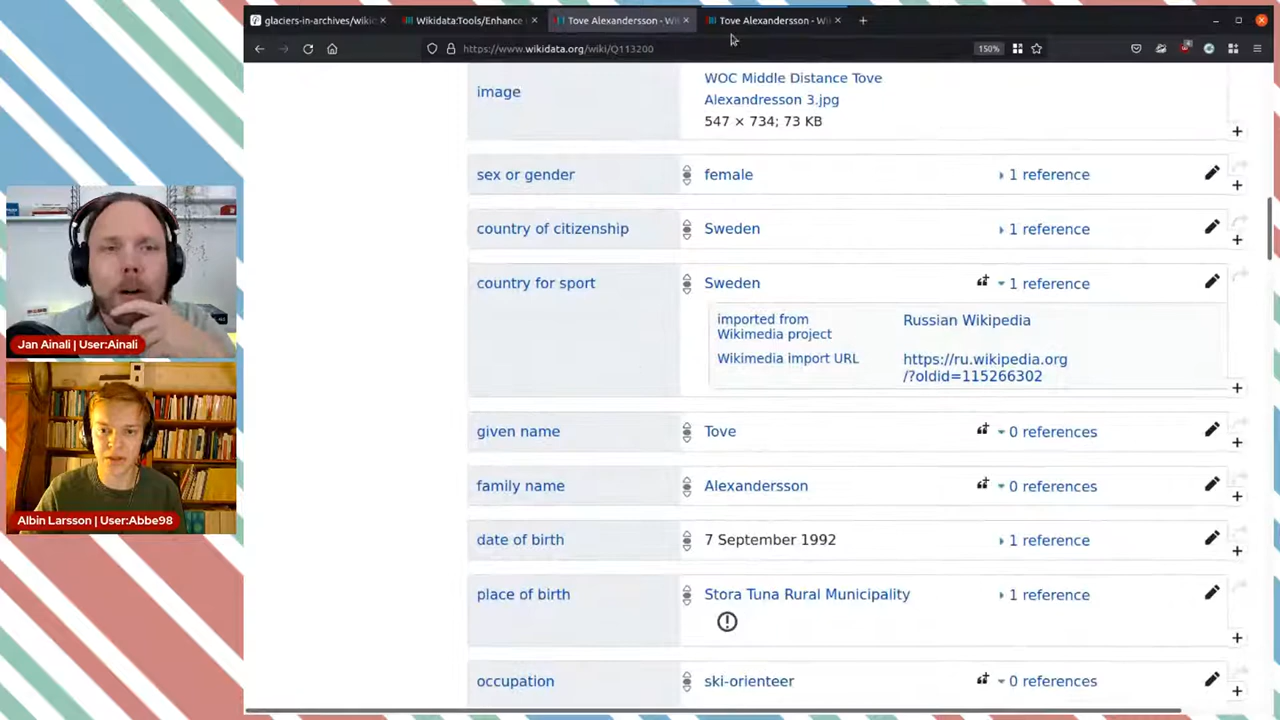 glaciers-in-archives/wikic
Wikidata:Tools/Enhance
Tove Alexandersson - Wi
Tove Alexandersson - Wi
https://www.wikidata.org/wiki/Q113200
150%
image
WOC Middle Distance Tove
Alexandresson 3.jpg
547 × 734; 73 KB
sex or gender
female
1 reference
country of citizenship
Sweden
1 reference
country for sport
Sweden
1 reference
imported from
Wikimedia project
Russian Wikipedia
Wikimedia import URL
https://ru.wikipedia.org
/?oldid=115266302
given name
Tove
0 references
family name
Alexandersson
0 references
date of birth
7 September 1992
1 reference
place of birth
Stora Tuna Rural Municipality
1 reference
occupation
ski-orienteer
0 references
Jan Ainali | User:Ainali
Albin Larsson | User:Abbe98